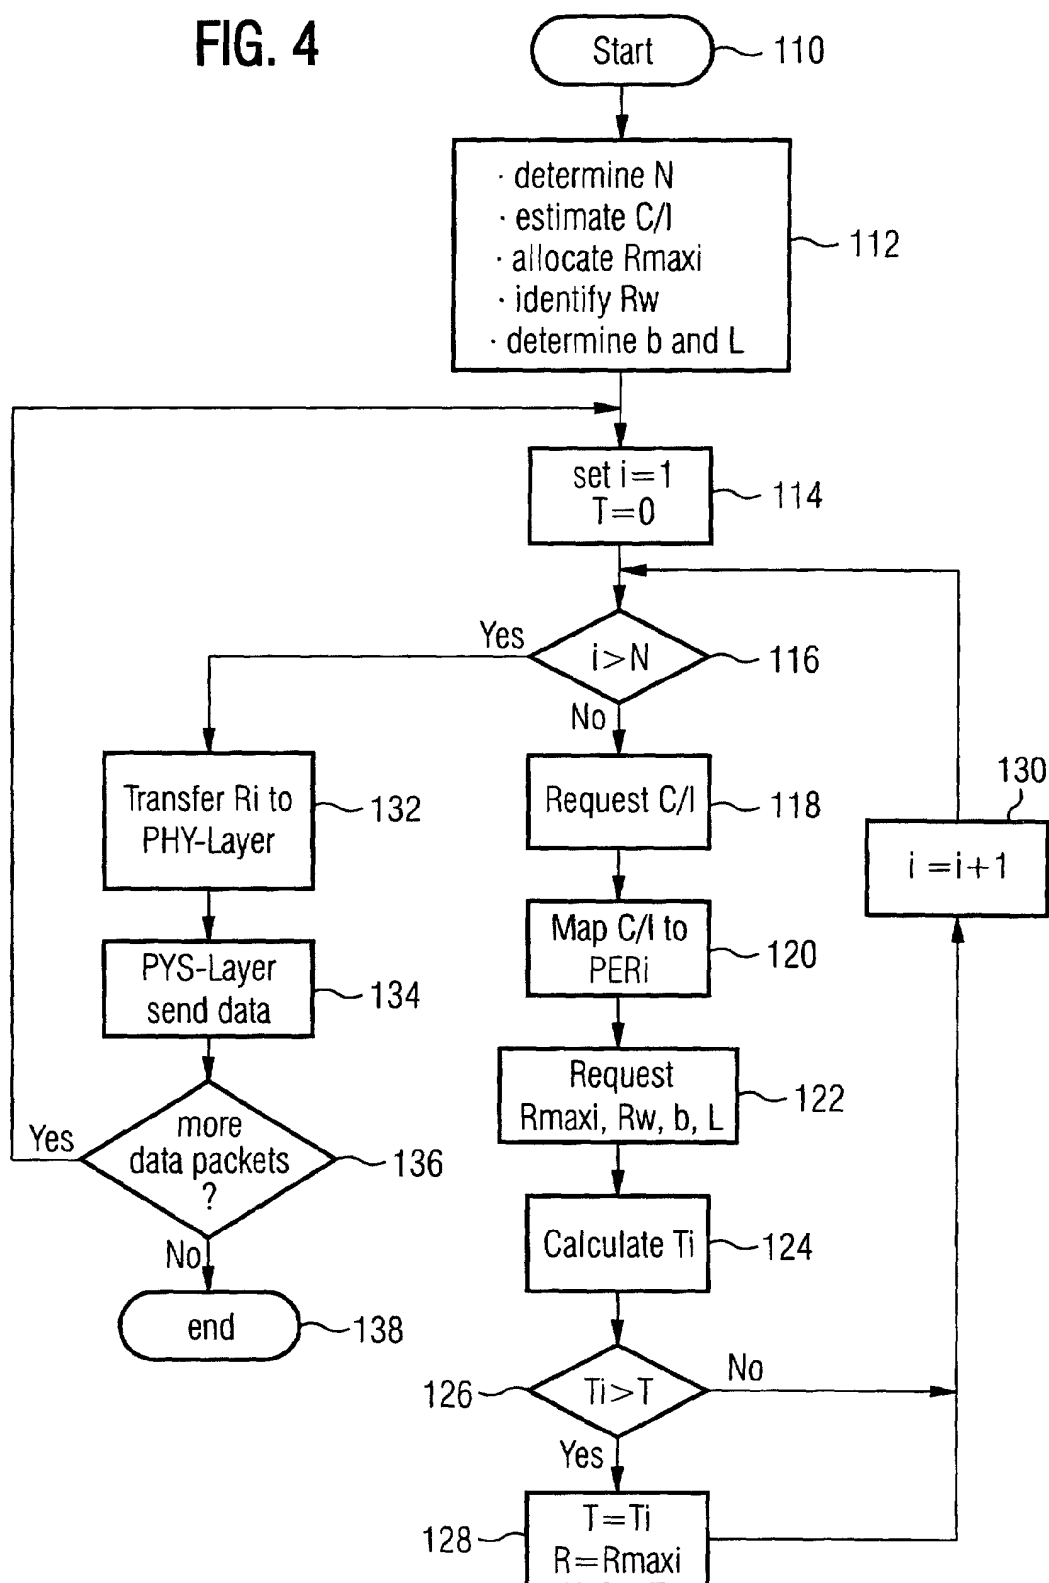 FIG. 4
Start
110
· determine N
· estimate C/I
· allocate Rmaxi
· identify Rw
· determine b and L
112
set i=1
T=0
114
i>N
116
Yes
No
Transfer Ri to
PHY-Layer
132
Request C/I
118
130
i=i+1
Map C/I to
PERi
120
PYS-Layer
send data
134
Request
Rmaxi, Rw, b, L
122
more
data packets
?
136
Yes
No
Calculate Ti
124
end
138
126
Ti>T
No
Yes
128
T=Ti
R=Rmaxi